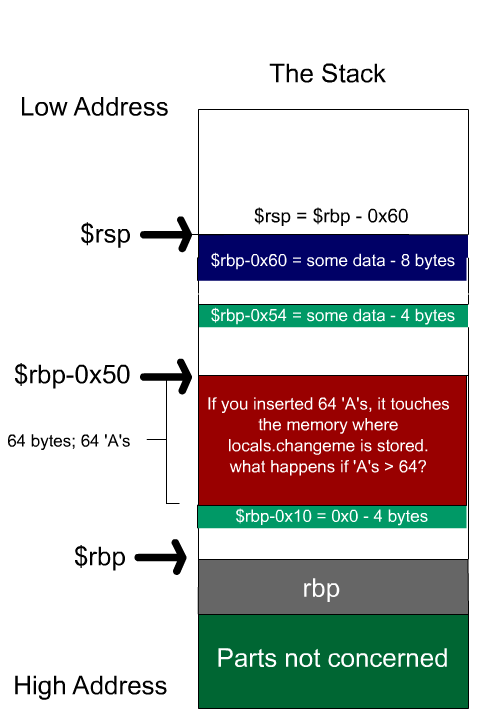 The Stack
Low Address
$rsp = $rbp - 0x60
$rsp
$rbp-0x60 = some data - 8 bytes
$rbp-0x54 = some data - 4 bytes
$rbp-0x50
If you inserted 64 'A's, it touches
the memory where
locals.changeme is stored.
what happens if 'A's > 64?
64 bytes; 64 'A's
$rbp-0x10 = 0x0 - 4 bytes
$rbp
rbp
Parts not concerned
High Address